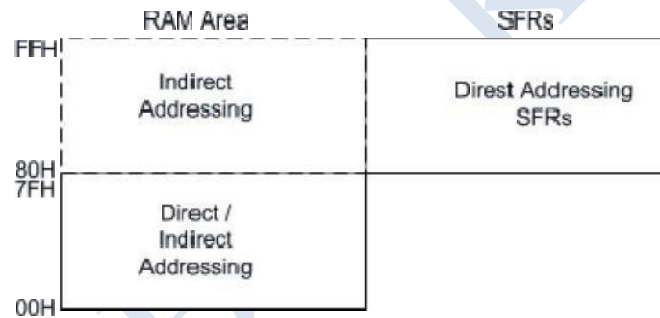 RAM Area
SFRs
FFH
Indirect
Addressing
Direst Addressing
SFRs
80H
7FH
Direct /
Indirect
Addressing
00H